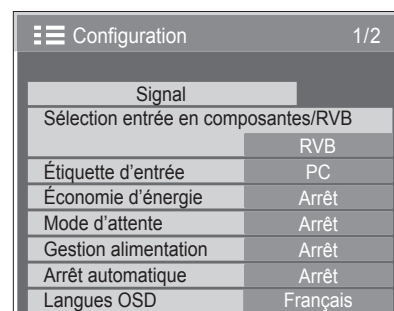 Configuration 1/2
Signal
Sélection entrée en composantes/RVB
RVB
Étiquette d'entrée PC
Économie d'énergie Arrêt
Mode d'attente Arrêt
Gestion alimentation Arrêt
Arrêt automatique Arrêt
Langues OSD Français